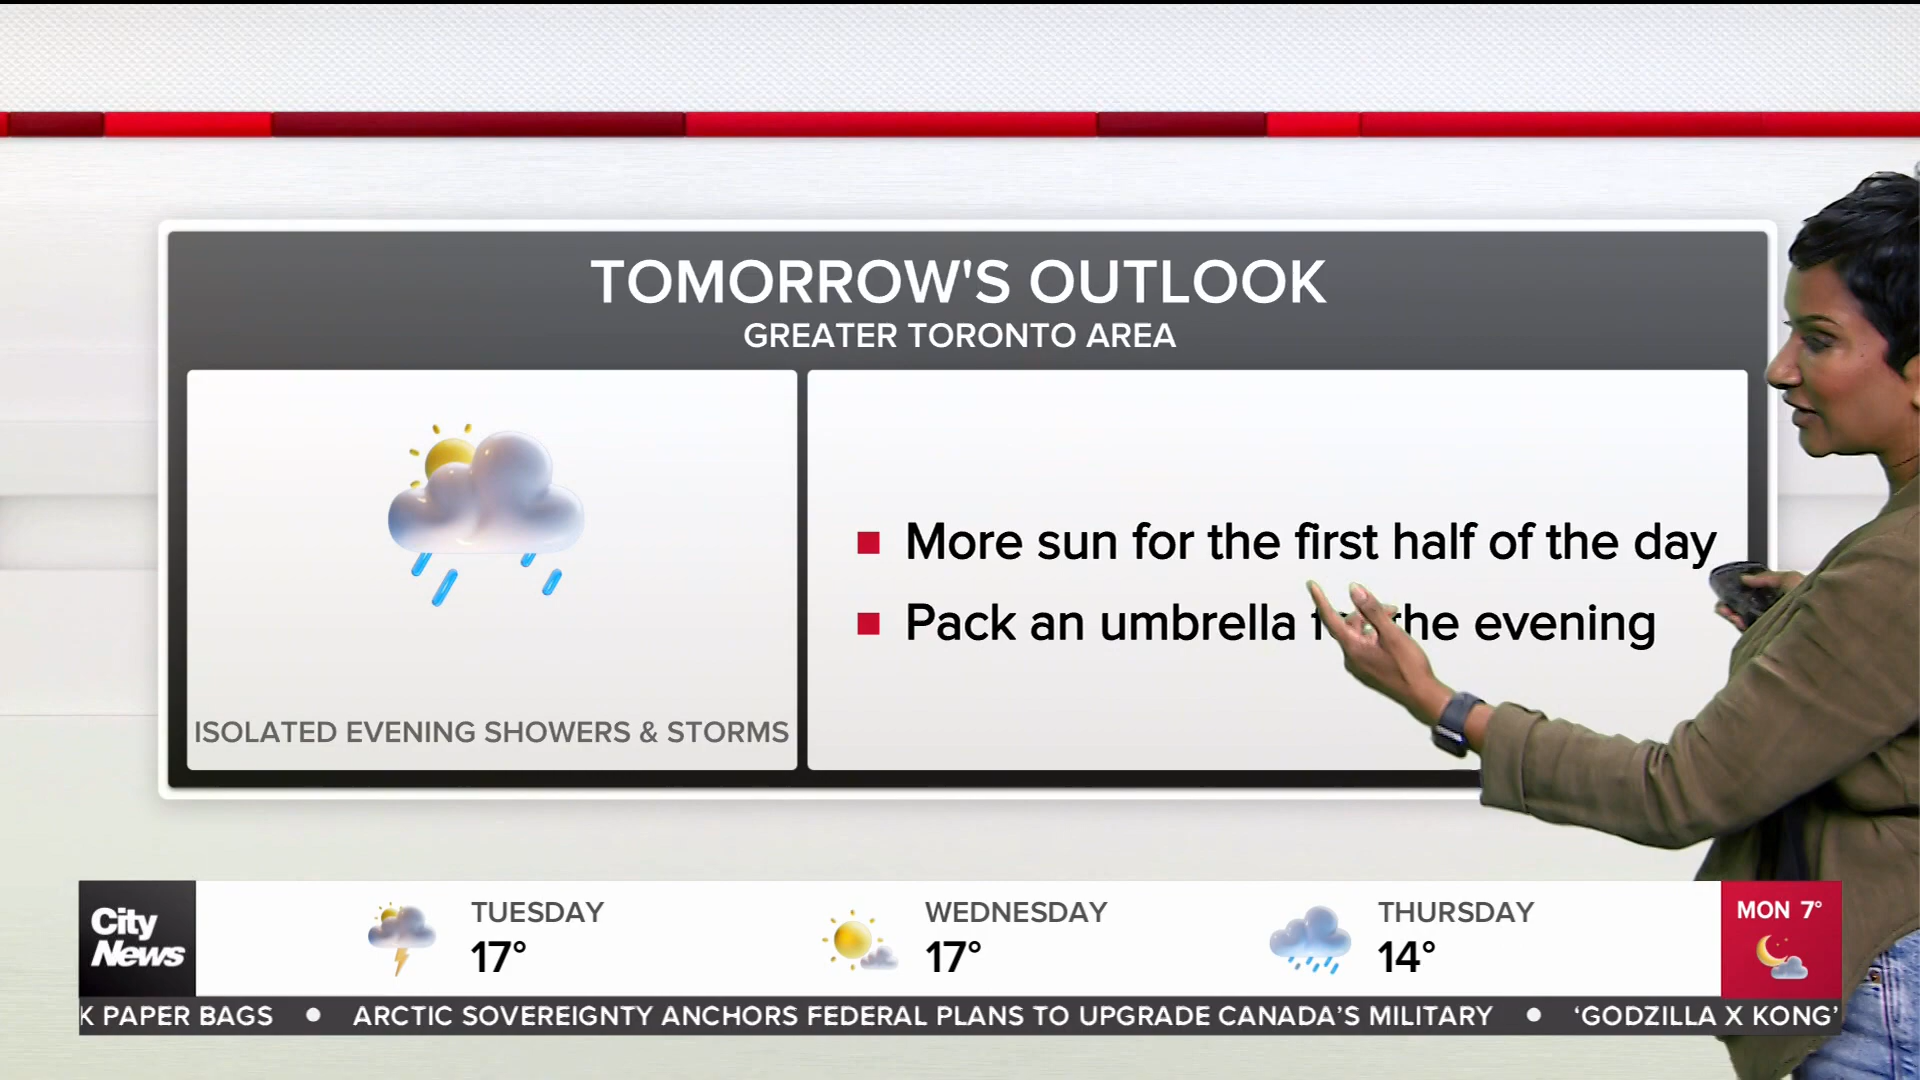 TOMORROW'S OUTLOOK
GREATER TORONTO AREA
More sun for the first half of the day
Pack an umbrella the evening
ISOLATED EVENING SHOWERS & STORMS
City
News
TUESDAY
17°
WEDNESDAY
17°
THURSDAY
14°
MON 7°
K PAPER BAGS ● ARCTIC SOVEREIGNTY ANCHORS FEDERAL PLANS TO UPGRADE CANADA'S MILITARY ● ‘GODZILLA X KONG’